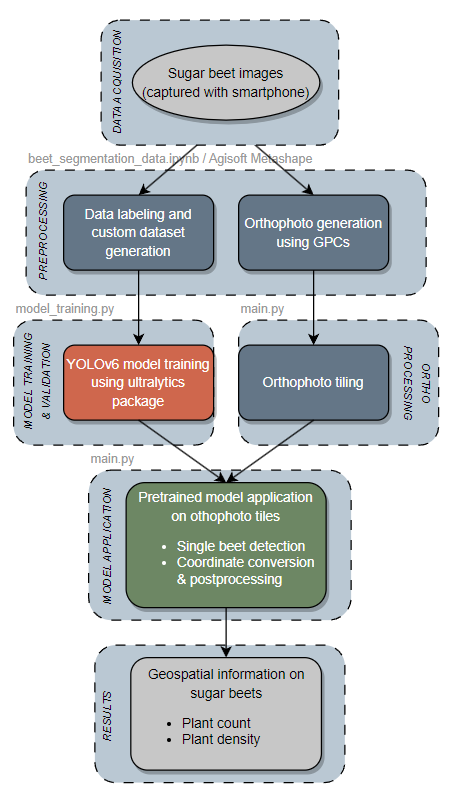 DATA ACQUISITION
Sugar beet images
(captured with smartphone)
beet_segmentation_data.ipynb / Agisoft Metashape
PREPROCESSING
Data labeling and
custom dataset
generation
Orthophoto generation
using GPCs
model_training.py
main.py
MODEL TRAINING
& VALIDATION
YOLOv6 model training
using ultralytics
package
Orthophoto tiling
ORTHO
PROCESSING
main.py
MODEL APPLICATION
Pretrained model application
on othophoto tiles
• Single beet detection
• Coordinate conversion
& postprocessing
RESULTS
Geospatial information on
sugar beets
• Plant count
• Plant density